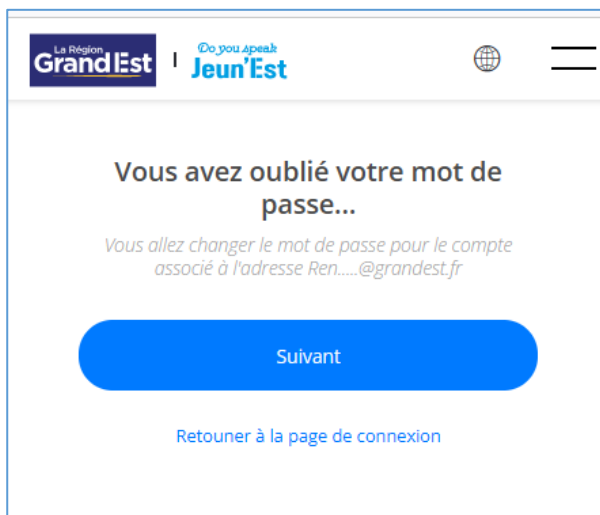 La Région
Grand Est
Do you speak
Jeun'Est
Vous avez oublié votre mot de
passe...
Vous allez changer le mot de passe pour le compte
associé à l'adresse Ren.....@grandest.fr
Suivant
Retouner à la page de connexion